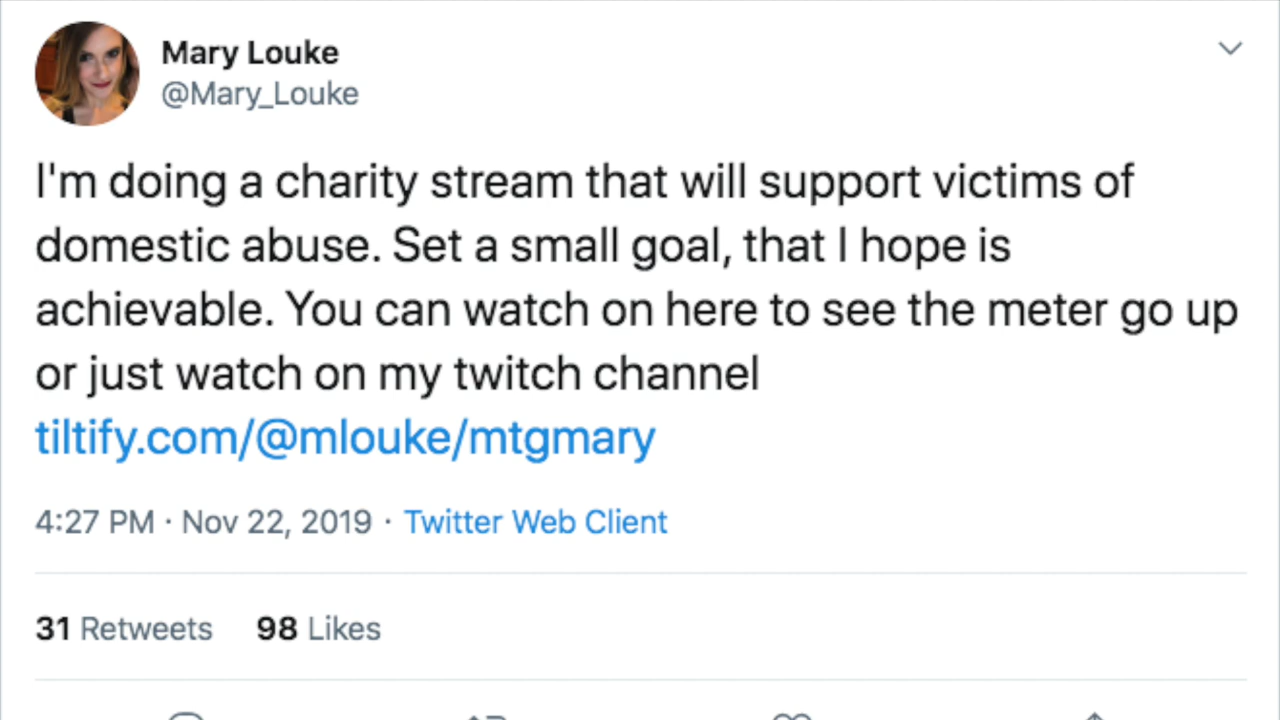 Mary Louke
@Mary_Louke
I'm doing a charity stream that will support victims of
domestic abuse. Set a small goal, that I hope is
achievable. You can watch on here to see the meter go up
or just watch on my twitch channel
tiltify.com/@mlouke/mtgmary
4:27 PM · Nov 22, 2019 · Twitter Web Client
31 Retweets 98 Likes